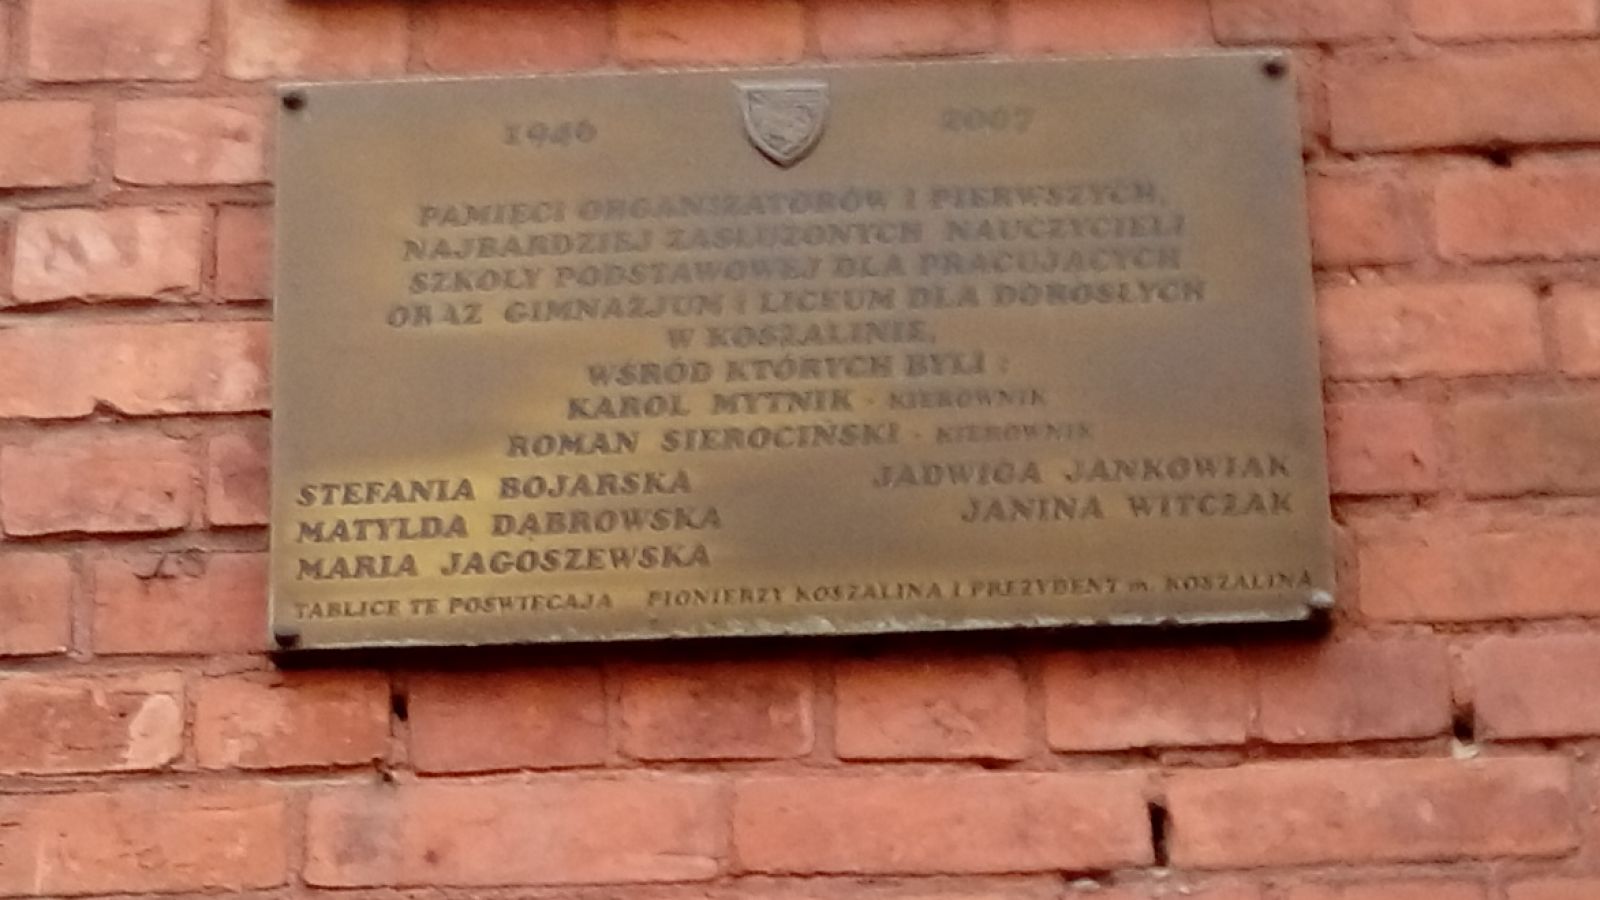 1946 2007
PAMIĘCI ORGANIZATORÓW I PIERWSZYCH,
NAJBARDZIEJ ZASŁUŻONYCH NAUCZYCIELI
SZKOŁY PODSTAWOWEJ DLA PRACUJĄCYCH
ORAZ GIMNAZJUM I LICEUM DLA DOROSŁYCH
W KOSZALINIE,
WŚRÓD KTÓRYCH BYLI :
KAROL MYTNIK - KIEROWNIK
ROMAN SIEROCIŃSKI - KIEROWNIK
STEFANIA BOJARSKA JADWIGA JANKOWIAK
MATYLDA DĄBROWSKA JANINA WITCZAK
MARIA JAGOSZEWSKA
TABLICE TE POŚWIĘCAJĄ PIONIERZY KOSZALINA I PREZYDENT m. KOSZALINA